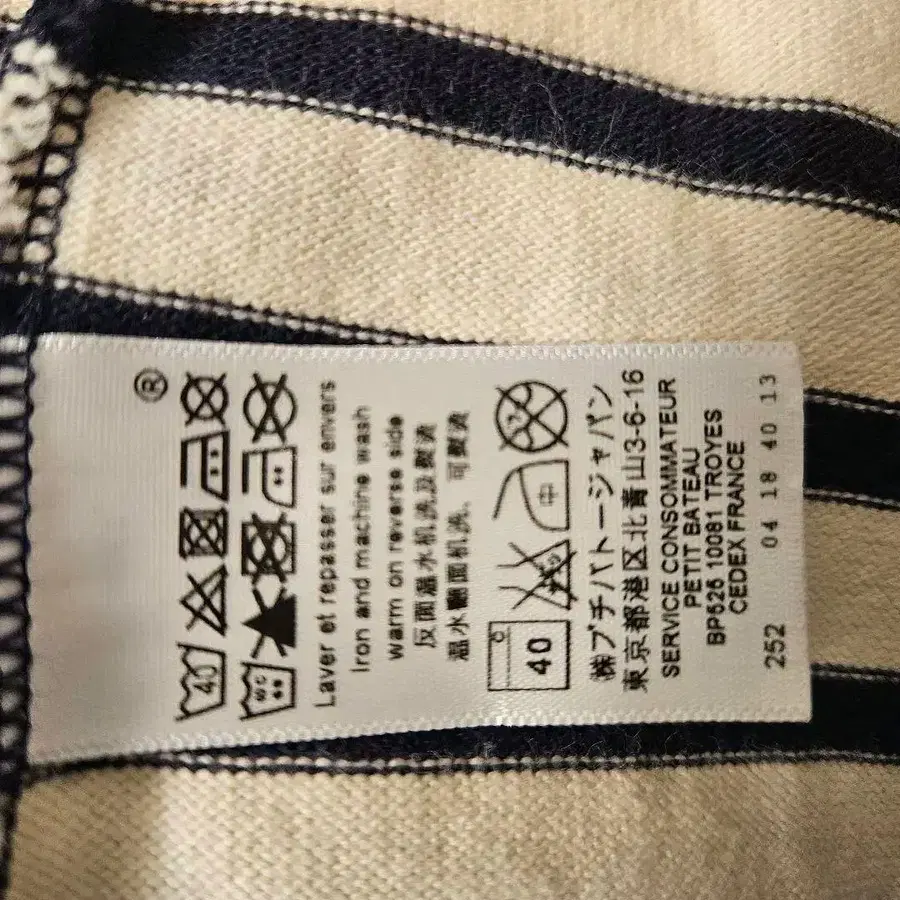 ®
40
40
Laver et repasser sur envers
Iron and machine wash
warm on reverse side
反面温水机洗及熨烫
温水翻面机洗、可熨烫
40 中
㈱プチバトージャパン
東京都港区北青山3-6-16
SERVICE CONSOMMATEUR
PETIT BATEAU
BP525 10081 TROYES
CEDEX FRANCE
252 04 18 40 13